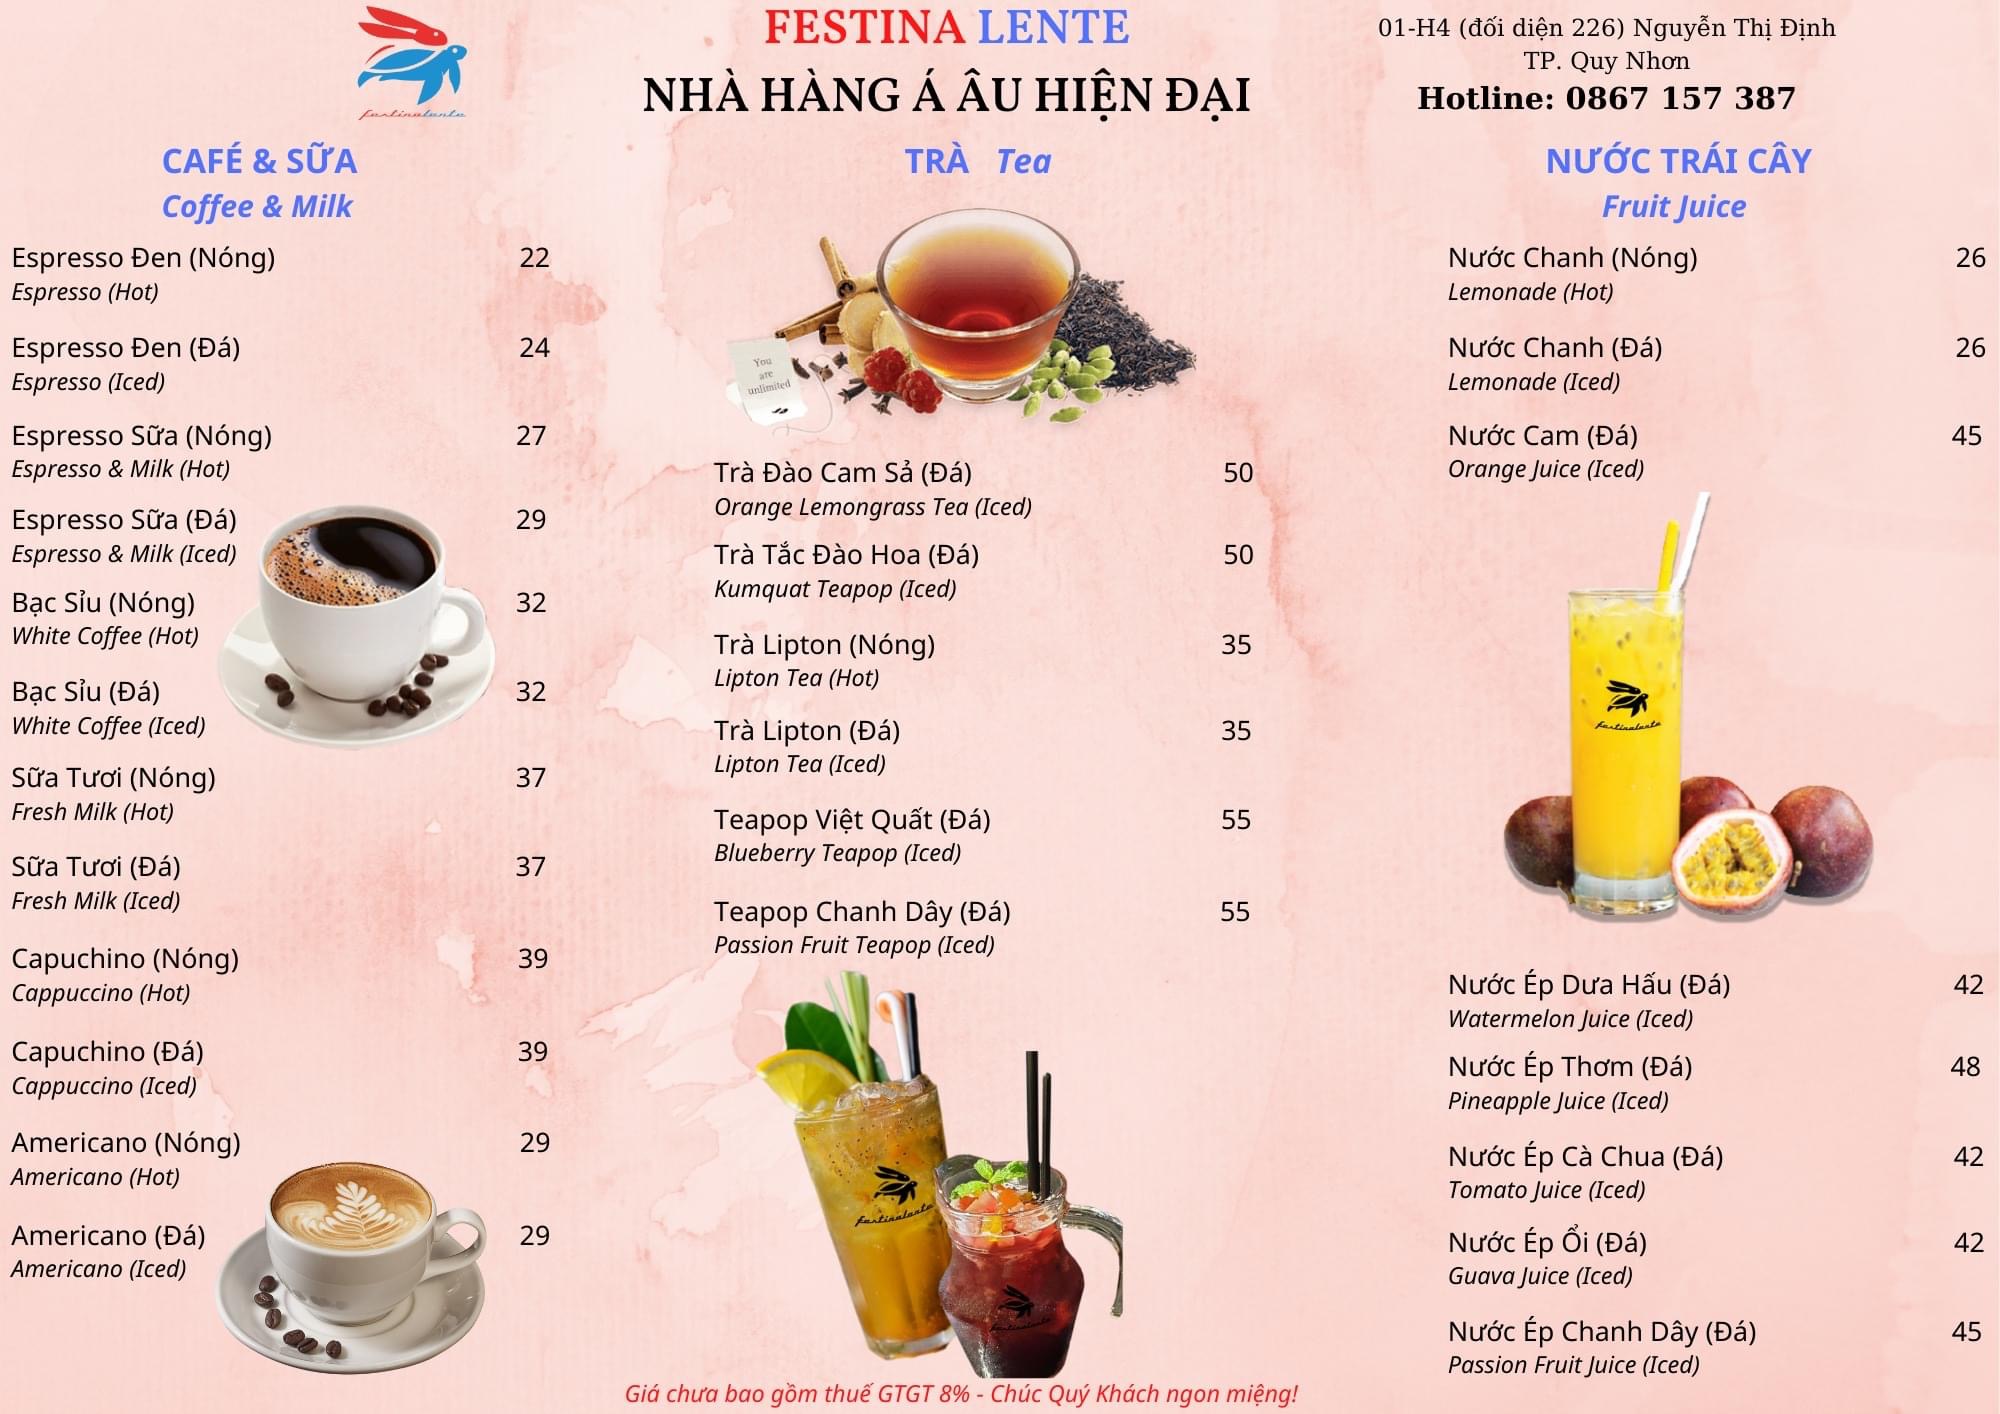 festinalente
FESTINA LENTE
NHÀ HÀNG Á ÂU HIỆN ĐẠI
01-H4 (đối diện 226) Nguyễn Thị Định
TP. Quy Nhơn
Hotline: 0867 157 387
CAFÉ & SỮA
Coffee & Milk
Espresso Đen (Nóng) 22
Espresso (Hot)
Espresso Đen (Đá) 24
Espresso (Iced)
Espresso Sữa (Nóng) 27
Espresso & Milk (Hot)
Espresso Sữa (Đá) 29
Espresso & Milk (Iced)
Bạc Sỉu (Nóng) 32
White Coffee (Hot)
Bạc Sỉu (Đá) 32
White Coffee (Iced)
Sữa Tươi (Nóng) 37
Fresh Milk (Hot)
Sữa Tươi (Đá) 37
Fresh Milk (Iced)
Capuchino (Nóng) 39
Cappuccino (Hot)
Capuchino (Đá) 39
Cappuccino (Iced)
Americano (Nóng) 29
Americano (Hot)
Americano (Đá) 29
Americano (Iced)
TRÀ Tea
You
are
unlimited
Trà Đào Cam Sả (Đá) 50
Orange Lemongrass Tea (Iced)
Trà Tắc Đào Hoa (Đá) 50
Kumquat Teapop (Iced)
Trà Lipton (Nóng) 35
Lipton Tea (Hot)
Trà Lipton (Đá) 35
Lipton Tea (Iced)
Teapop Việt Quất (Đá) 55
Blueberry Teapop (Iced)
Teapop Chanh Dây (Đá) 55
Passion Fruit Teapop (Iced)
festinalente
festinalente
NƯỚC TRÁI CÂY
Fruit Juice
Nước Chanh (Nóng) 26
Lemonade (Hot)
Nước Chanh (Đá) 26
Lemonade (Iced)
Nước Cam (Đá) 45
Orange Juice (Iced)
festinalente
Nước Ép Dưa Hấu (Đá) 42
Watermelon Juice (Iced)
Nước Ép Thơm (Đá) 48
Pineapple Juice (Iced)
Nước Ép Cà Chua (Đá) 42
Tomato Juice (Iced)
Nước Ép Ổi (Đá) 42
Guava Juice (Iced)
Nước Ép Chanh Dây (Đá) 45
Passion Fruit Juice (Iced)
Giá chưa bao gồm thuế GTGT 8% - Chúc Quý Khách ngon miệng!